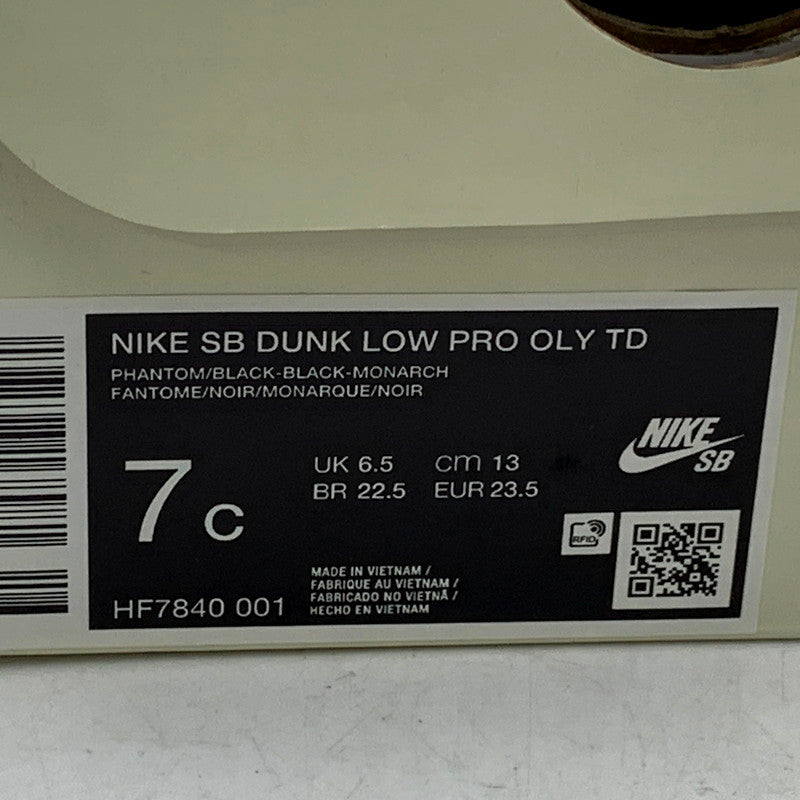 NIKE SB DUNK LOW PRO OLY TD
PHANTOM/BLACK-BLACK-MONARCH
FANTOME/NOIR/MONARQUE/NOIR
7c
UK 6.5 cm 13
BR 22.5 EUR 23.5
NIKE
SB
RFID
MADE IN VIETNAM /
FABRIQUE AU VIETNAM /
FABRICADO NO VIETNÃ /
HECHO EN VIETNAM
HF7840 001